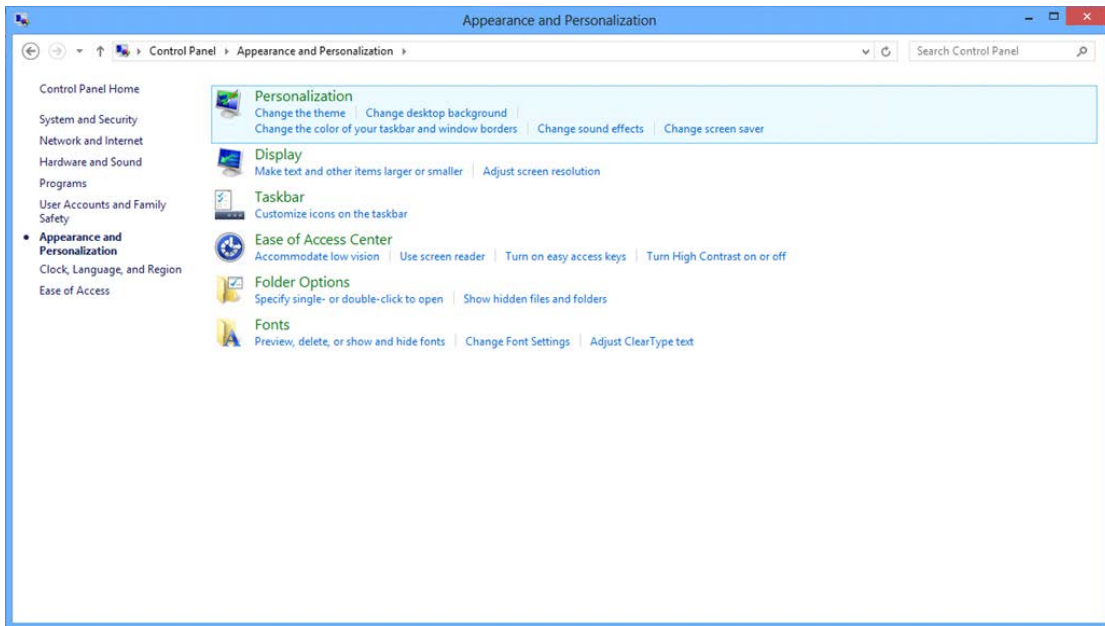 Appearance and Personalization
Control Panel Appearance and Personalization
Search Control Panel
Control Panel Home
System and Security
Network and Internet
Hardware and Sound
Programs
User Accounts and Family
Safety
Appearance and
Personalization
Clock, Language, and Region
Ease of Access
Personalization
Change the theme Change desktop background
Change the color of your taskbar and window borders Change sound effects Change screen saver
Display
Make text and other items larger or smaller Adjust screen resolution
Taskbar
Customize icons on the taskbar
Ease of Access Center
Accommodate low vision Use screen reader Turn on easy access keys Turn High Contrast on or off
Folder Options
Specify single- or double-click to open Show hidden files and folders
Fonts
Preview, delete, or show and hide fonts Change Font Settings Adjust ClearType text